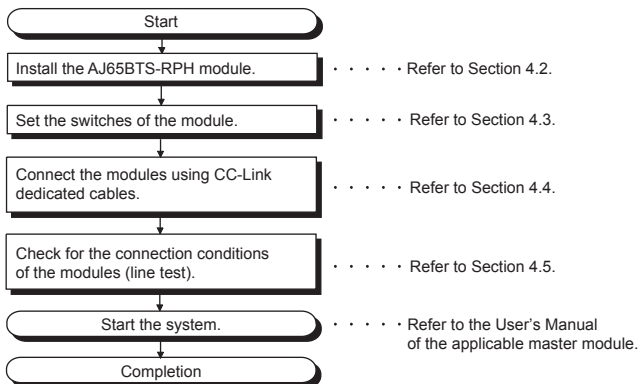 Start
Install the AJ65BTS-RPH module.
· · · · · Refer to Section 4.2.
Set the switches of the module.
· · · · · Refer to Section 4.3.
Connect the modules using CC-Link
dedicated cables.
· · · · · Refer to Section 4.4.
Check for the connection conditions
of the modules (line test).
· · · · · Refer to Section 4.5.
Start the system.
· · · · · Refer to the User's Manual
of the applicable master module.
Completion